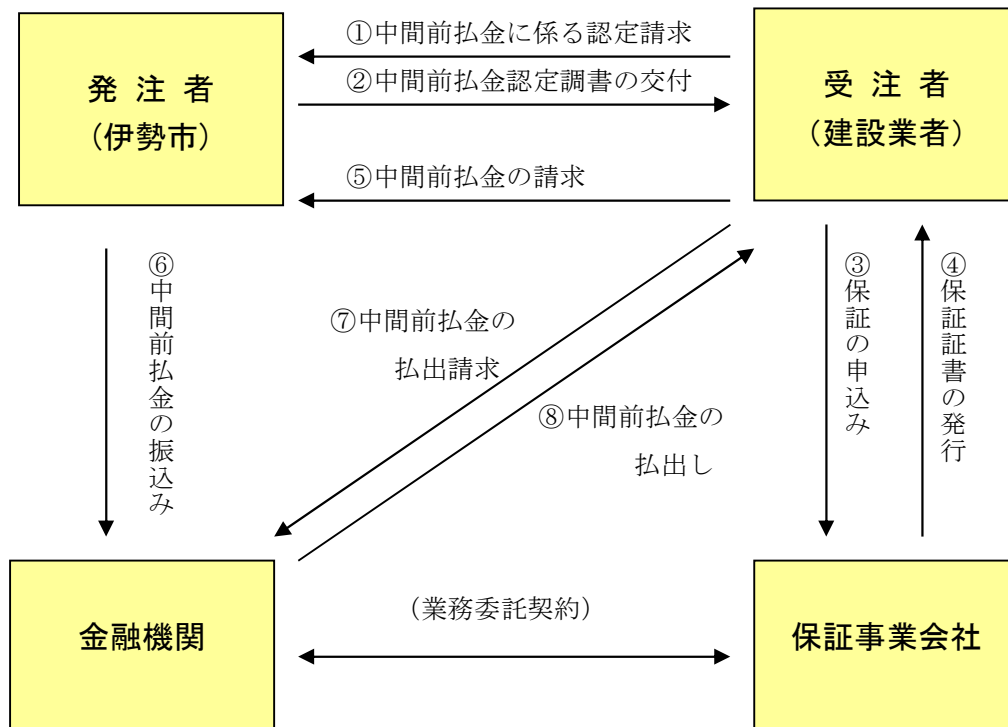 ①中間前払金に係る認定請求
②中間前払金認定調書の交付
発 注 者
（伊勢市）
受 注 者
（建設業者）
⑤中間前払金の請求
⑥中間前払金の振込み
③保証の申込み
④保証証書の発行
⑦中間前払金の
払出請求
⑧中間前払金の
払出し
（業務委託契約）
金融機関
保証事業会社